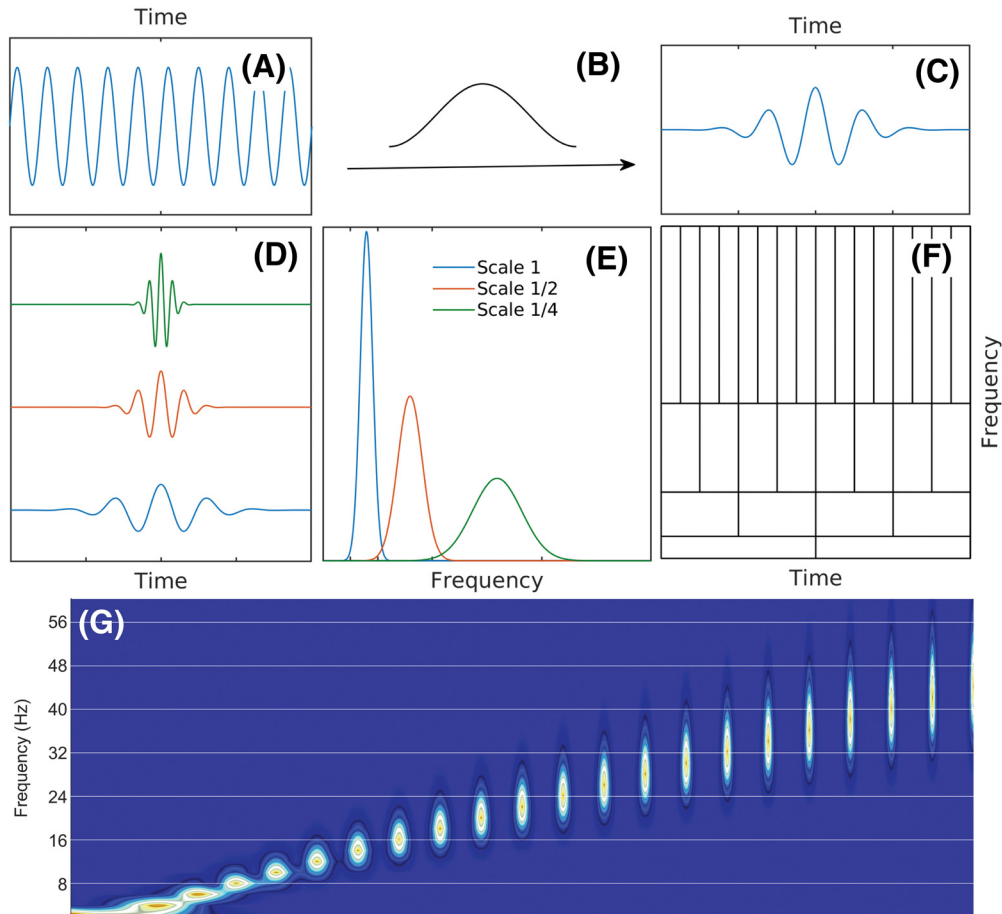 Time
(A)
(B)
Time
(C)
(D)
Time
(E)
Scale 1
Scale 1/2
Scale 1/4
Frequency
(F)
Frequency
Time
(G)
Frequency (Hz)
56
48
40
32
24
16
8